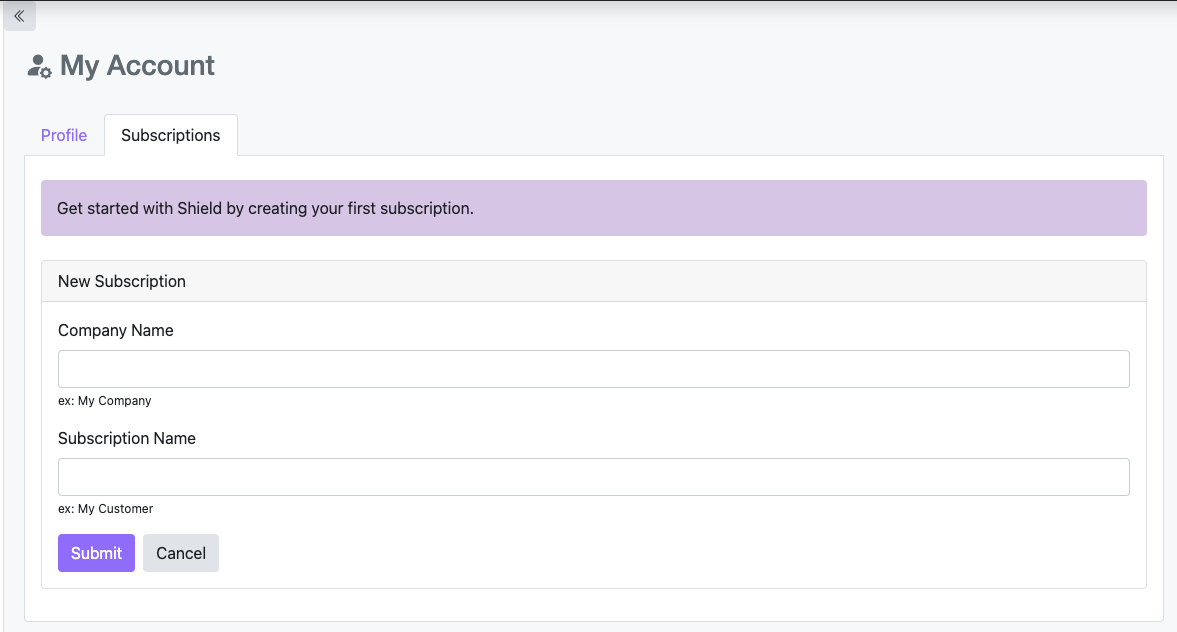 My Account
Profile
Subscriptions
Get started with Shield by creating your first subscription.
New Subscription
Company Name
ex: My Company
Subscription Name
ex: My Customer
Submit
Cancel